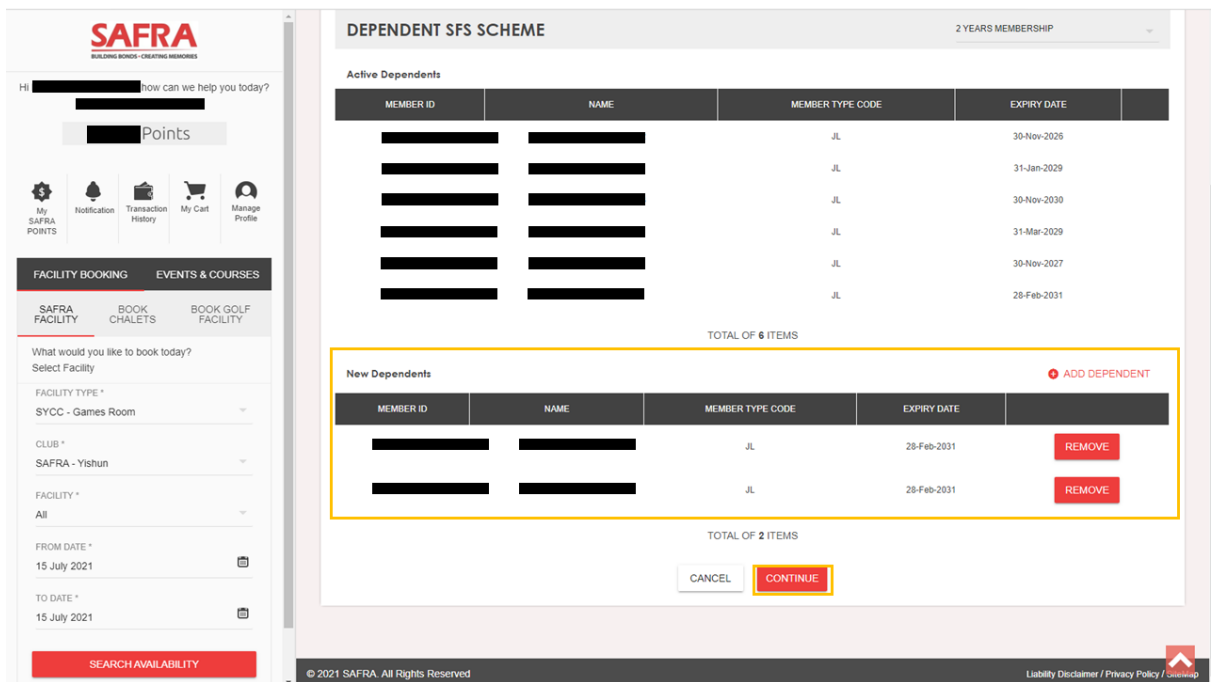 SAFRA
BUILDING BONDS - CREATING MEMORIES
Hi how can we help you today?
Points
My SAFRA POINTS
Notification
Transaction History
My Cart
Manage Profile
FACILITY BOOKING EVENTS & COURSES
SAFRA FACILITY
BOOK CHALETS
BOOK GOLF FACILITY
What would you like to book today?
Select Facility
FACILITY TYPE *
SYCC - Games Room
CLUB *
SAFRA - Yishun
FACILITY *
All
FROM DATE *
15 July 2021
TO DATE *
15 July 2021
SEARCH AVAILABILITY
DEPENDENT SFS SCHEME 2 YEARS MEMBERSHIP
Active Dependents
MEMBER ID NAME MEMBER TYPE CODE EXPIRY DATE
JL 30-Nov-2026
JL 31-Jan-2029
JL 30-Nov-2030
JL 31-Mar-2029
JL 30-Nov-2027
JL 28-Feb-2031
TOTAL OF 6 ITEMS
New Dependents ADD DEPENDENT
MEMBER ID NAME MEMBER TYPE CODE EXPIRY DATE
JL 28-Feb-2031 REMOVE
JL 28-Feb-2031 REMOVE
TOTAL OF 2 ITEMS
CANCEL CONTINUE
© 2021 SAFRA. All Rights Reserved Liability Disclaimer / Privacy Policy / SiteMap